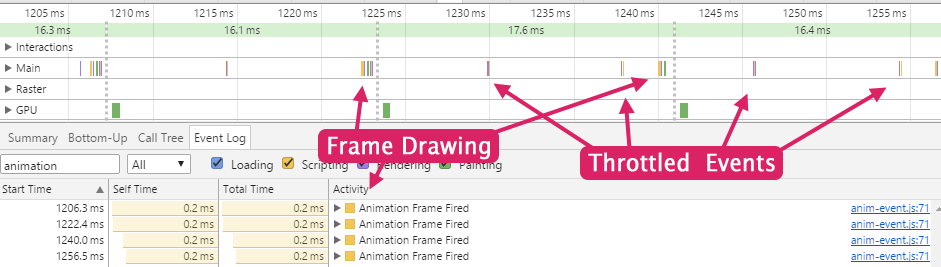 1205 ms 1210 ms 1215 ms 1220 ms 1225 ms 1230 ms 1235 ms 1240 ms 1245 ms 1250 ms 1255 ms
16.3 ms 16.1 ms 17.6 ms 16.4 ms
Interactions
Main
Raster
GPU
Summary Bottom-Up Call Tree Event Log
Frame Drawing
Throttled Events
animation All Loading Scripting Rendering Painting
Start Time Self Time Total Time Activity
1206.3 ms 0.2 ms 0.2 ms Animation Frame Fired anim-event.js:71
1222.4 ms 0.2 ms 0.2 ms Animation Frame Fired anim-event.js:71
1240.0 ms 0.2 ms 0.2 ms Animation Frame Fired anim-event.js:71
1256.5 ms 0.2 ms 0.2 ms Animation Frame Fired anim-event.js:71